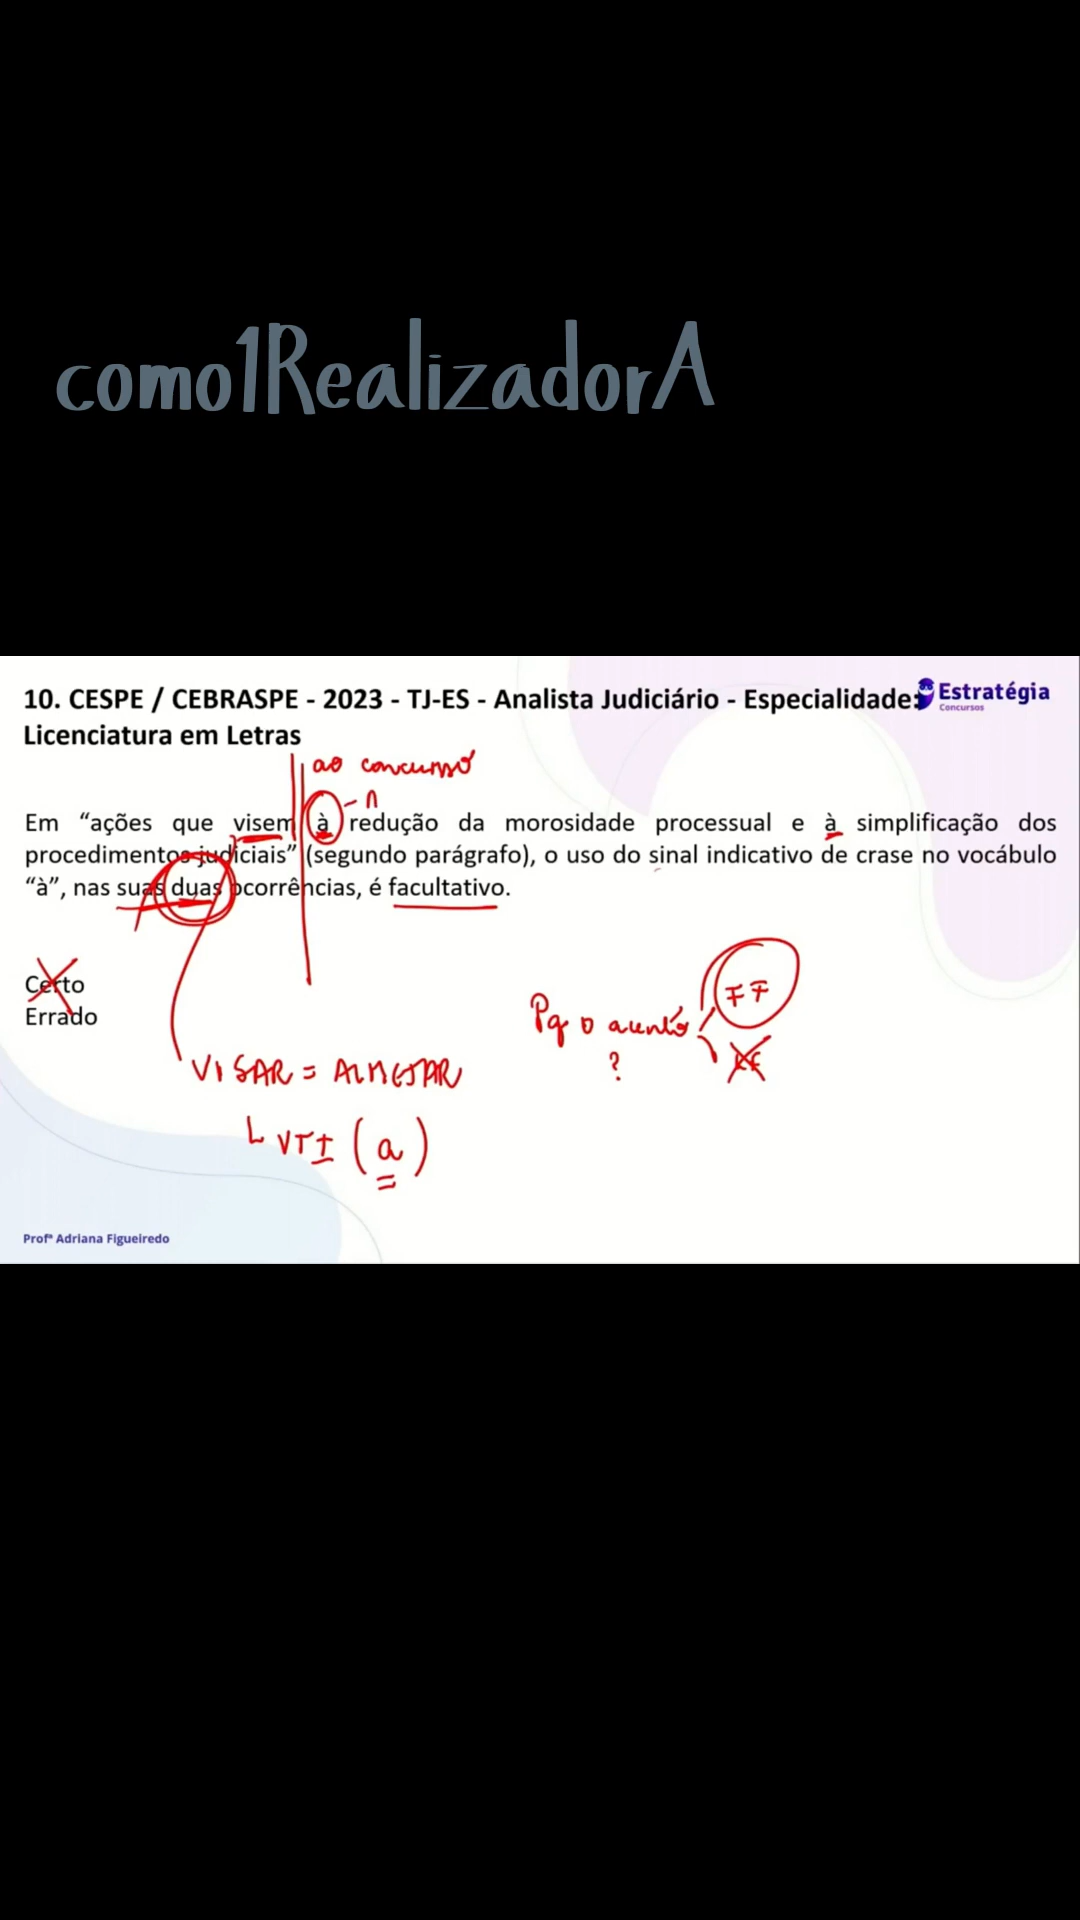 como1RealizadorA
10. CESPE / CEBRASPE - 2023 - TJ-ES - Analista Judiciário - Especialidade:
Estratégia
Concursos
Licenciatura em Letras
ao concurso
Em “ações que visem à redução da morosidade processual e à simplificação dos
procedimentos judiciais” (segundo parágrafo), o uso do sinal indicativo de crase no vocábulo
“à”, nas suas duas ocorrências, é facultativo.
Certo
Errado
Pq o acento
?
FF
VISAR = ALMEJAR
VTI (a)
Profª Adriana Figueiredo